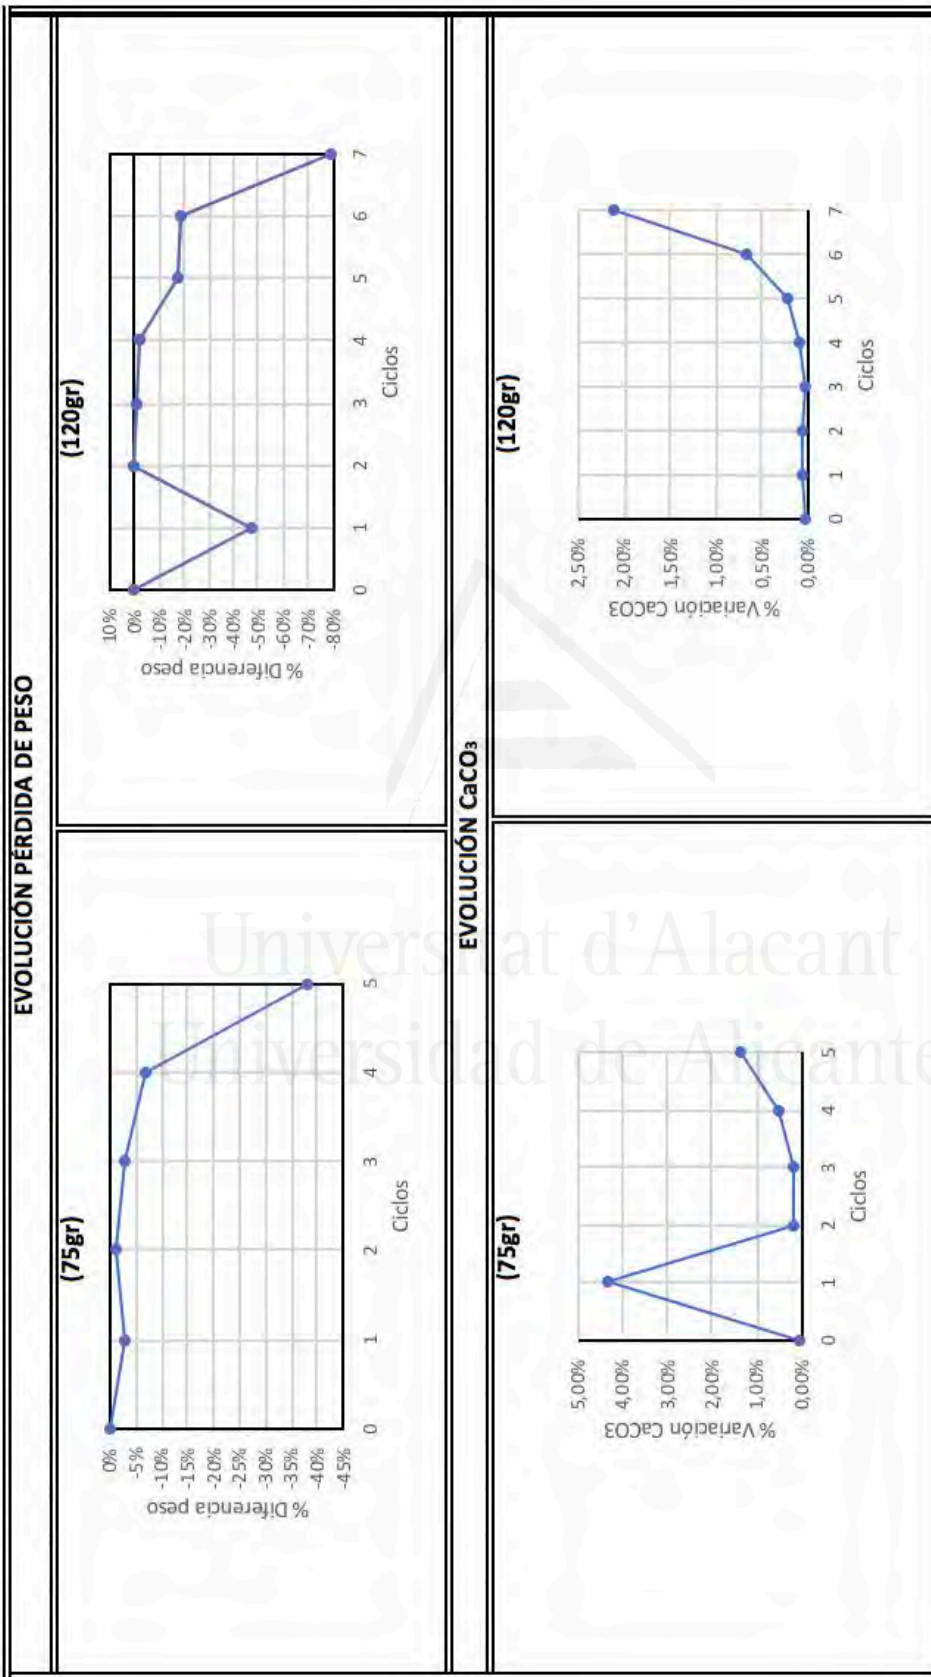 EVOLUCIÓN PÉRDIDA DE PESO
(75gr)
0%
-5%
-10%
-15%
-20%
-25%
-30%
-35%
-40%
-45%
% Diferencia peso
0 1 2 3 4 5
Ciclos
(120gr)
10%
0%
-10%
-20%
-30%
-40%
-50%
-60%
-70%
-80%
% Diferencia peso
0 1 2 3 4 5 6 7
Ciclos
EVOLUCIÓN CaCO₃
(75gr)
5,00%
4,00%
3,00%
2,00%
1,00%
0,00%
% Variación CaCO3
0 1 2 3 4 5
Ciclos
(120gr)
2,50%
2,00%
1,50%
1,00%
0,50%
0,00%
% Variación CaCO3
0 1 2 3 4 5 6 7
Ciclos
Universitat d'Alacant
Universidad de Alicante